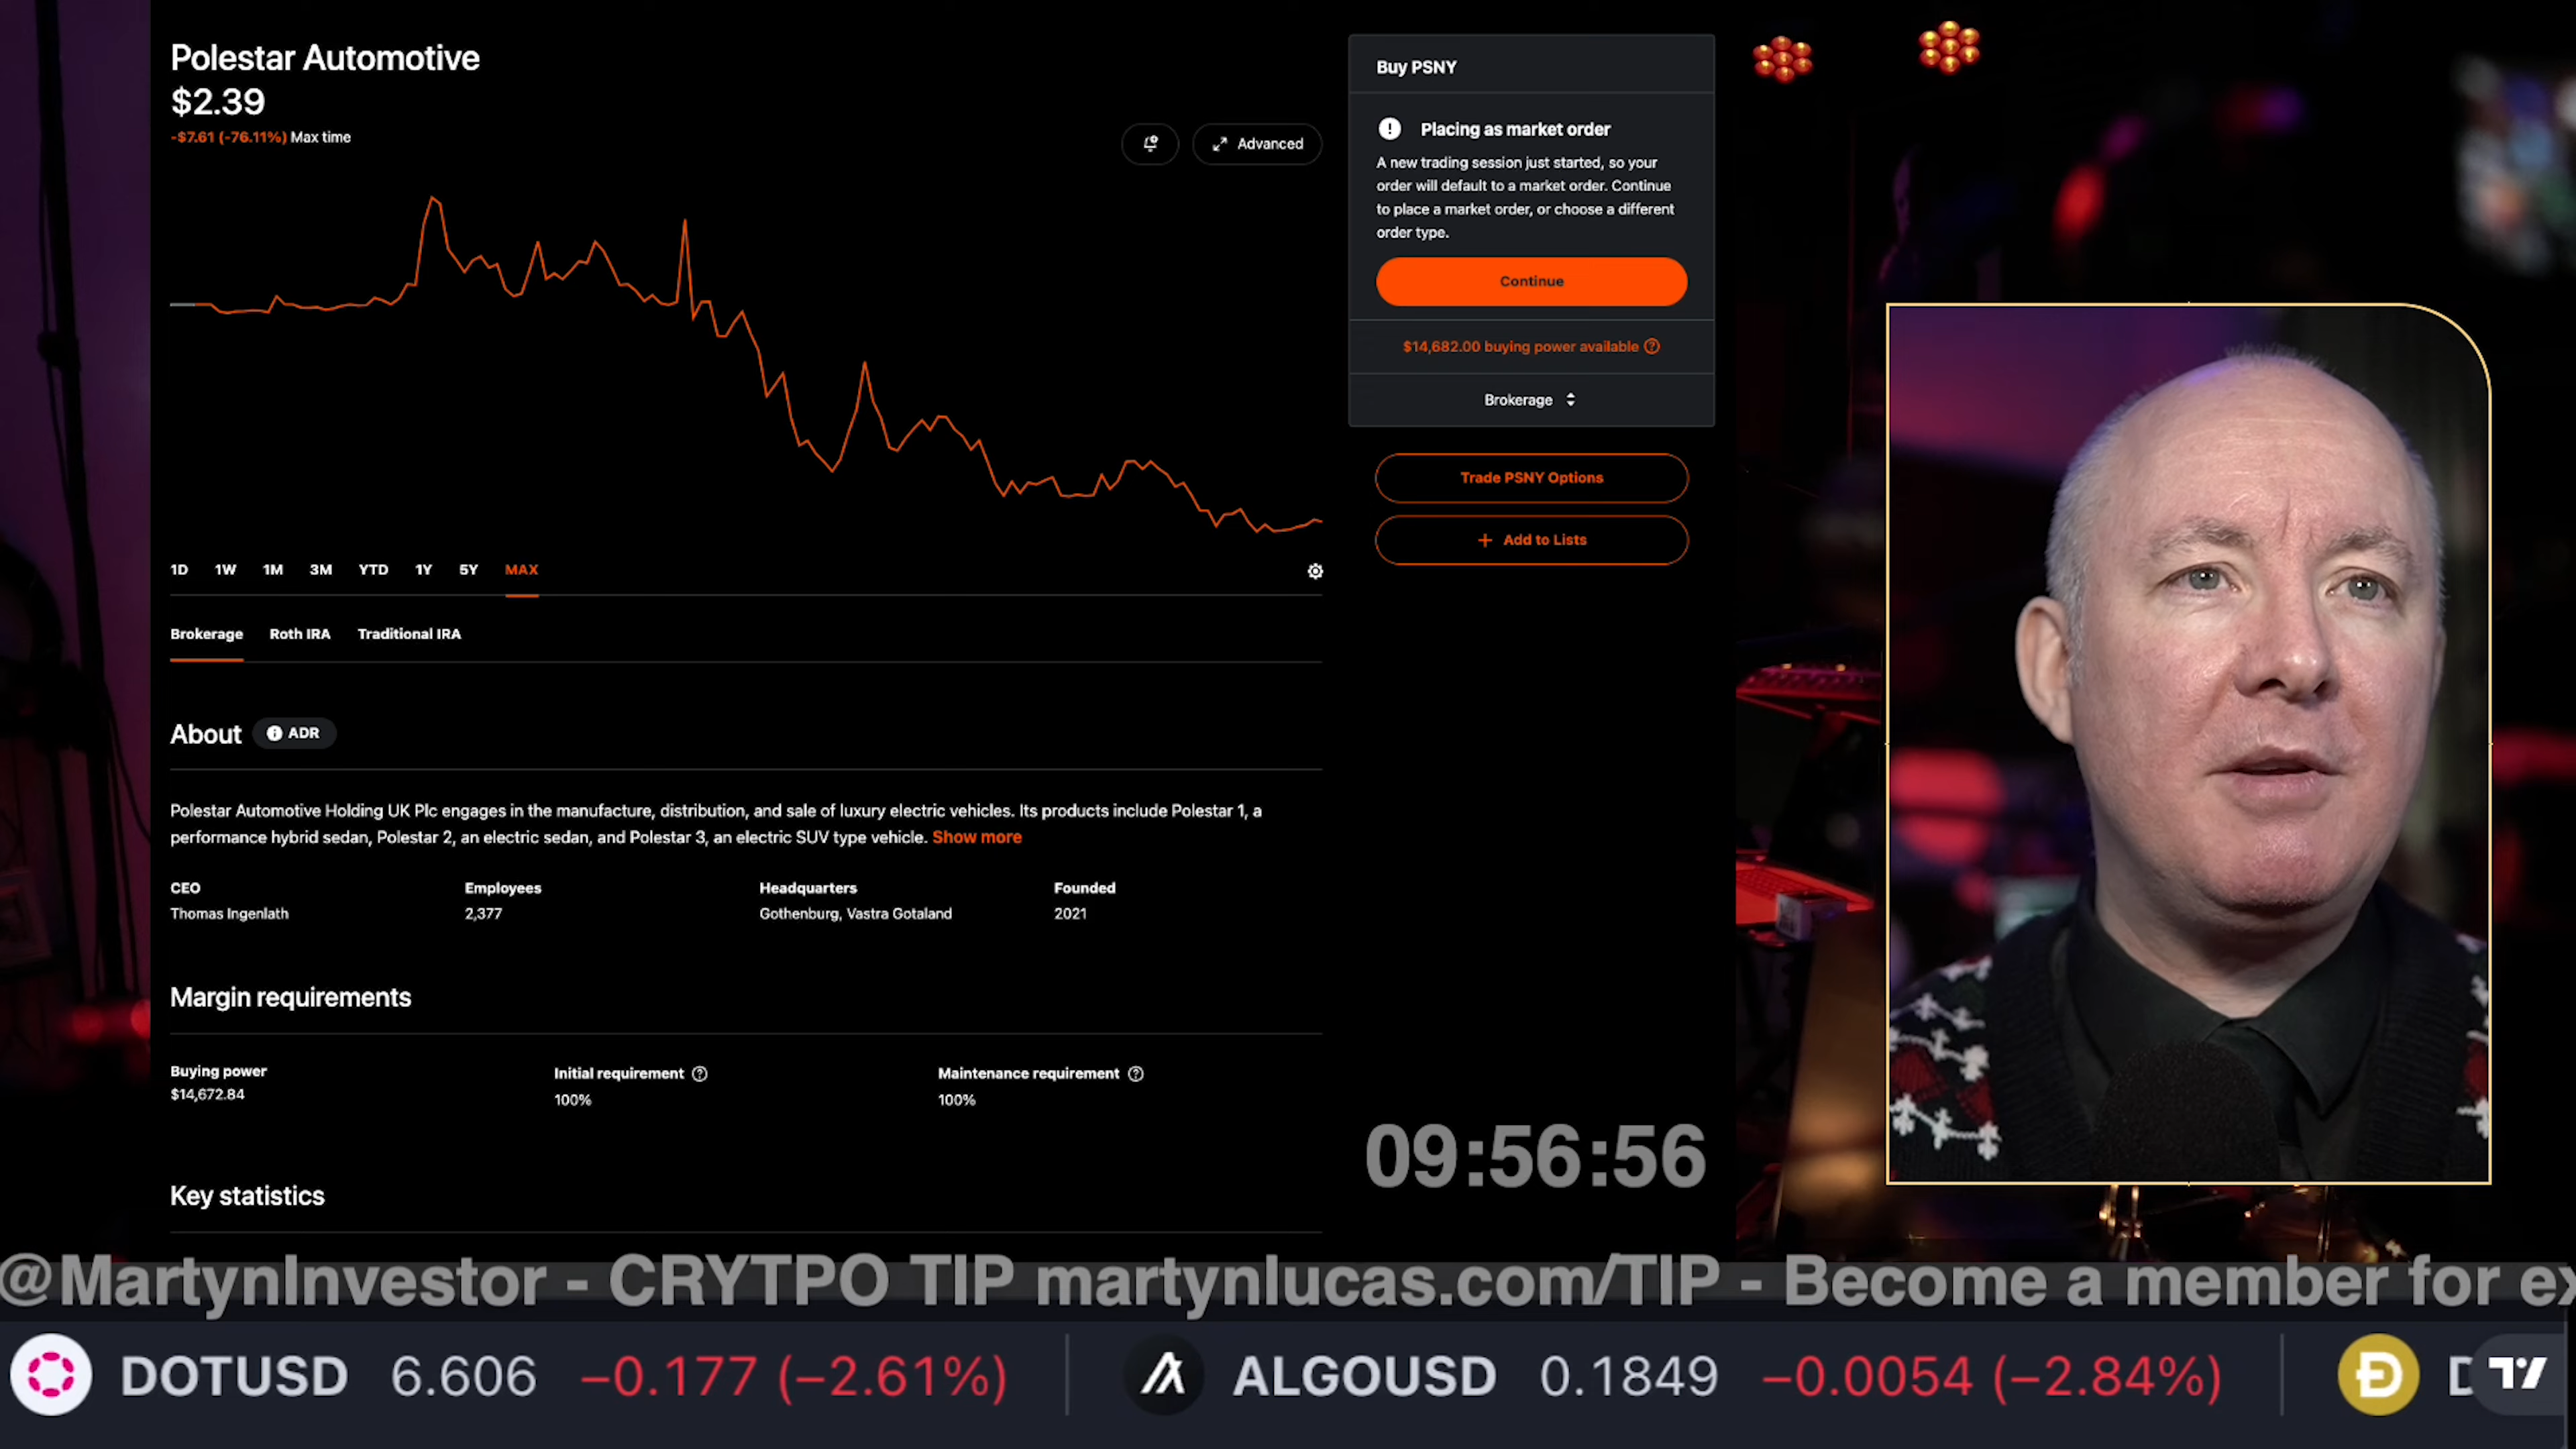 Polestar Automotive
$2.39
-$7.61 (-76.11%) Max time
Advanced
1D 1W 1M 3M YTD 1Y 5Y MAX
Brokerage Roth IRA Traditional IRA
About ADR
Polestar Automotive Holding UK Plc engages in the manufacture, distribution, and sale of luxury electric vehicles. Its products include Polestar 1, a
performance hybrid sedan, Polestar 2, an electric sedan, and Polestar 3, an electric SUV type vehicle. Show more
CEO Employees Headquarters Founded
Thomas Ingenlath 2,377 Gothenburg, Vastra Gotaland 2021
Margin requirements
Buying power Initial requirement Maintenance requirement
$14,672.84 100% 100%
Key statistics
Buy PSNY
Placing as market order
A new trading session just started, so your
order will default to a market order. Continue
to place a market order, or choose a different
order type.
Continue
$14,682.00 buying power available
Brokerage
Trade PSNY Options
+ Add to Lists
09:56:56
@MartynInvestor - CRYTPO TIP martynlucas.com/TIP - Become a member for ex
DOTUSD 6.606 −0.177 (−2.61%) ALGOUSD 0.1849 −0.0054 (−2.84%) D